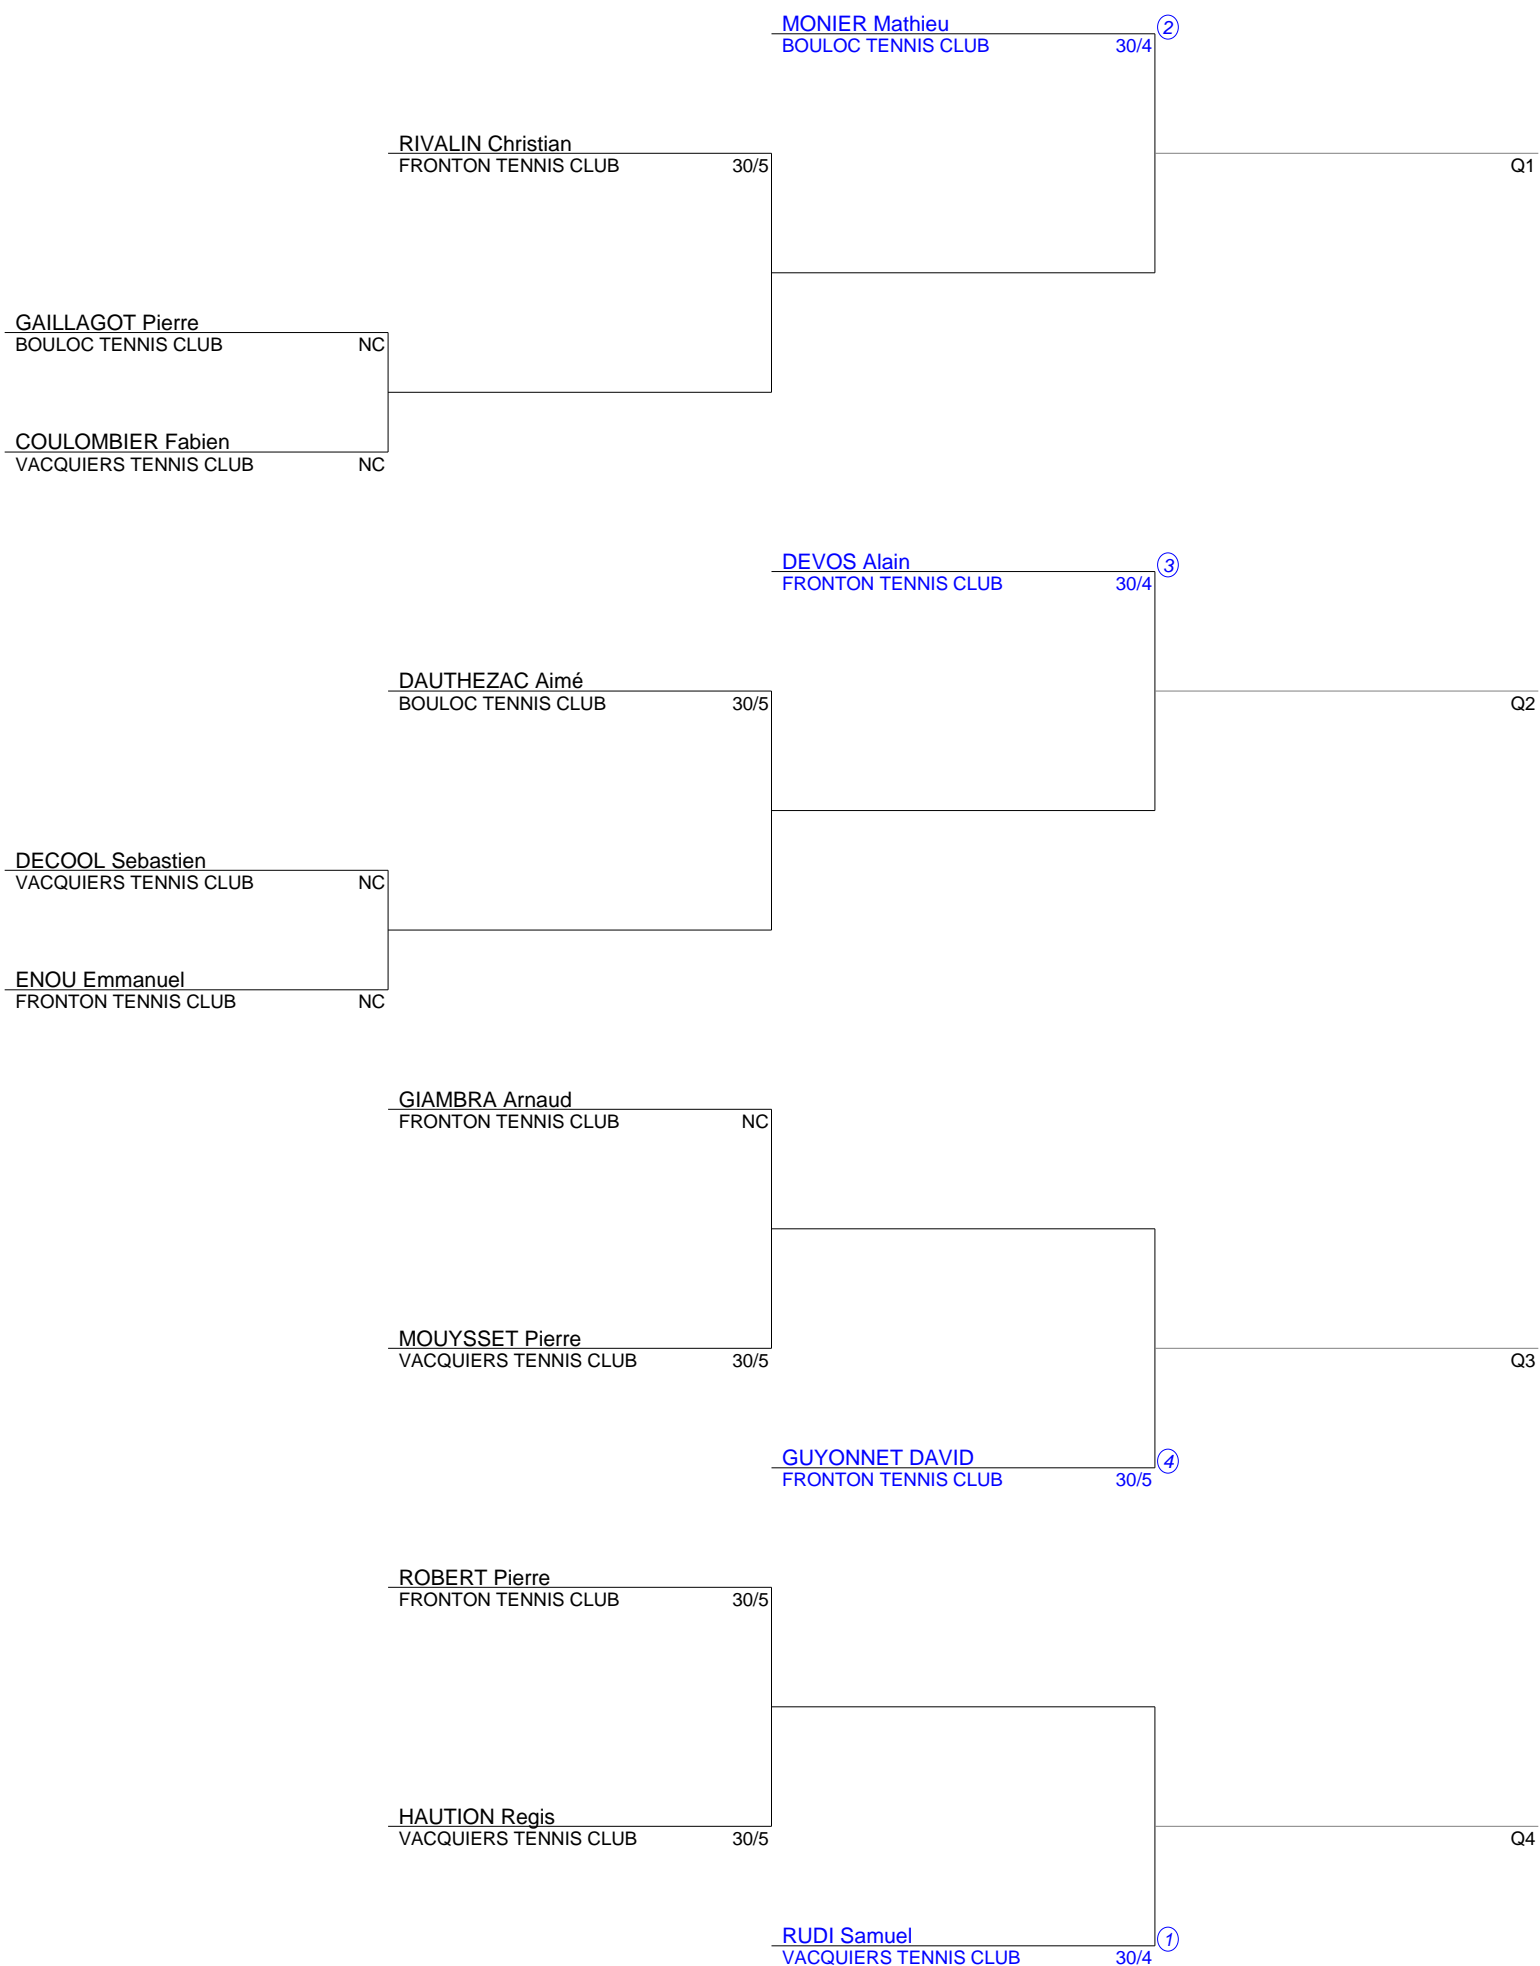 MONIER Mathieu 2
BOULOC TENNIS CLUB 30/4
RIVALIN Christian
FRONTON TENNIS CLUB 30/5
Q1
GAILLAGOT Pierre
BOULOC TENNIS CLUB NC
COULOMBIER Fabien
VACQUIERS TENNIS CLUB NC
DEVOS Alain 3
FRONTON TENNIS CLUB 30/4
DAUTHEZAC Aimé
BOULOC TENNIS CLUB 30/5
Q2
DECOOL Sebastien
VACQUIERS TENNIS CLUB NC
ENOU Emmanuel
FRONTON TENNIS CLUB NC
GIAMBRA Arnaud
FRONTON TENNIS CLUB NC
MOUYSSET Pierre
VACQUIERS TENNIS CLUB 30/5
Q3
GUYONNET DAVID 4
FRONTON TENNIS CLUB 30/5
ROBERT Pierre
FRONTON TENNIS CLUB 30/5
HAUTION Regis
VACQUIERS TENNIS CLUB 30/5
Q4
RUDI Samuel 1
VACQUIERS TENNIS CLUB 30/4